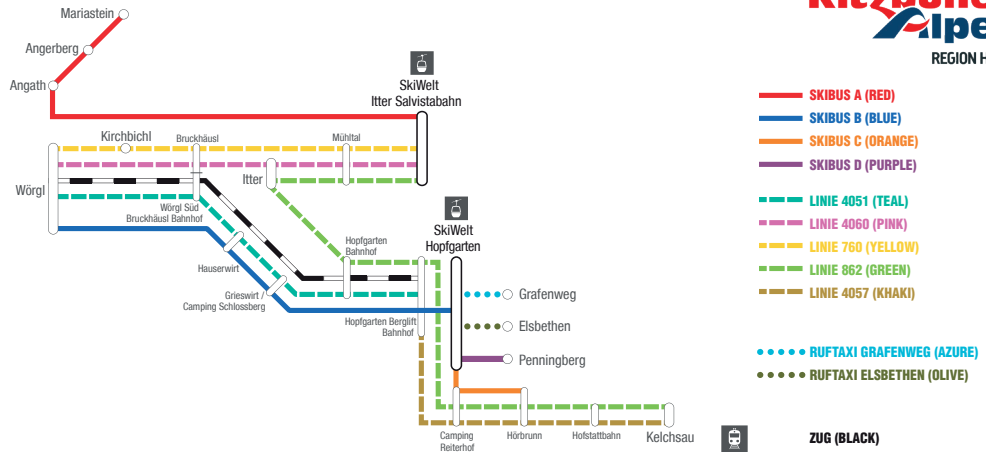 Mariastein
Angerberg
Angath
SkiWelt
Itter Salvistabahn
Kirchbichl
Bruckhäusl
Mühltal
Itter
Wörgl
Wörgl Süd
Bruckhäusl Bahnhof
SkiWelt
Hopfgarten
Hopfgarten
Bahnhof
Hauserwirt
Grieswirt /
Camping Schlossberg
Hopfgarten Berglift
Bahnhof
Grafenweg
Elsbethen
Penningberg
Camping
Reiterhof
Hörbrunn
Hofstattbahn
Kelchsau
REGION H
SKIBUS A (RED)
SKIBUS B (BLUE)
SKIBUS C (ORANGE)
SKIBUS D (PURPLE)
LINIE 4051 (TEAL)
LINIE 4060 (PINK)
LINIE 760 (YELLOW)
LINIE 862 (GREEN)
LINIE 4057 (KHAKI)
RUFTAXI GRAFENWEG (AZURE)
RUFTAXI ELSBETHEN (OLIVE)
ZUG (BLACK)